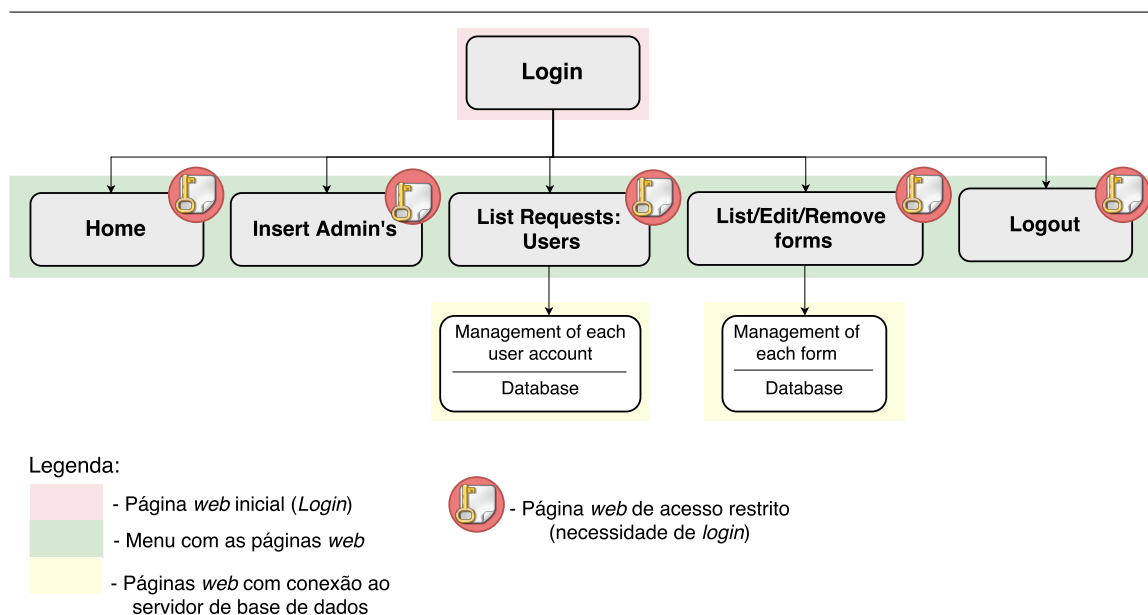 Login
Home
Insert Admin's
List Requests:
Users
List/Edit/Remove
forms
Logout
Management of each
user account
Database
Management of
each form
Database
Legenda:
- Página web inicial (Login)
- Menu com as páginas web
- Páginas web com conexão ao
servidor de base de dados
- Página web de acesso restrito
(necessidade de login)